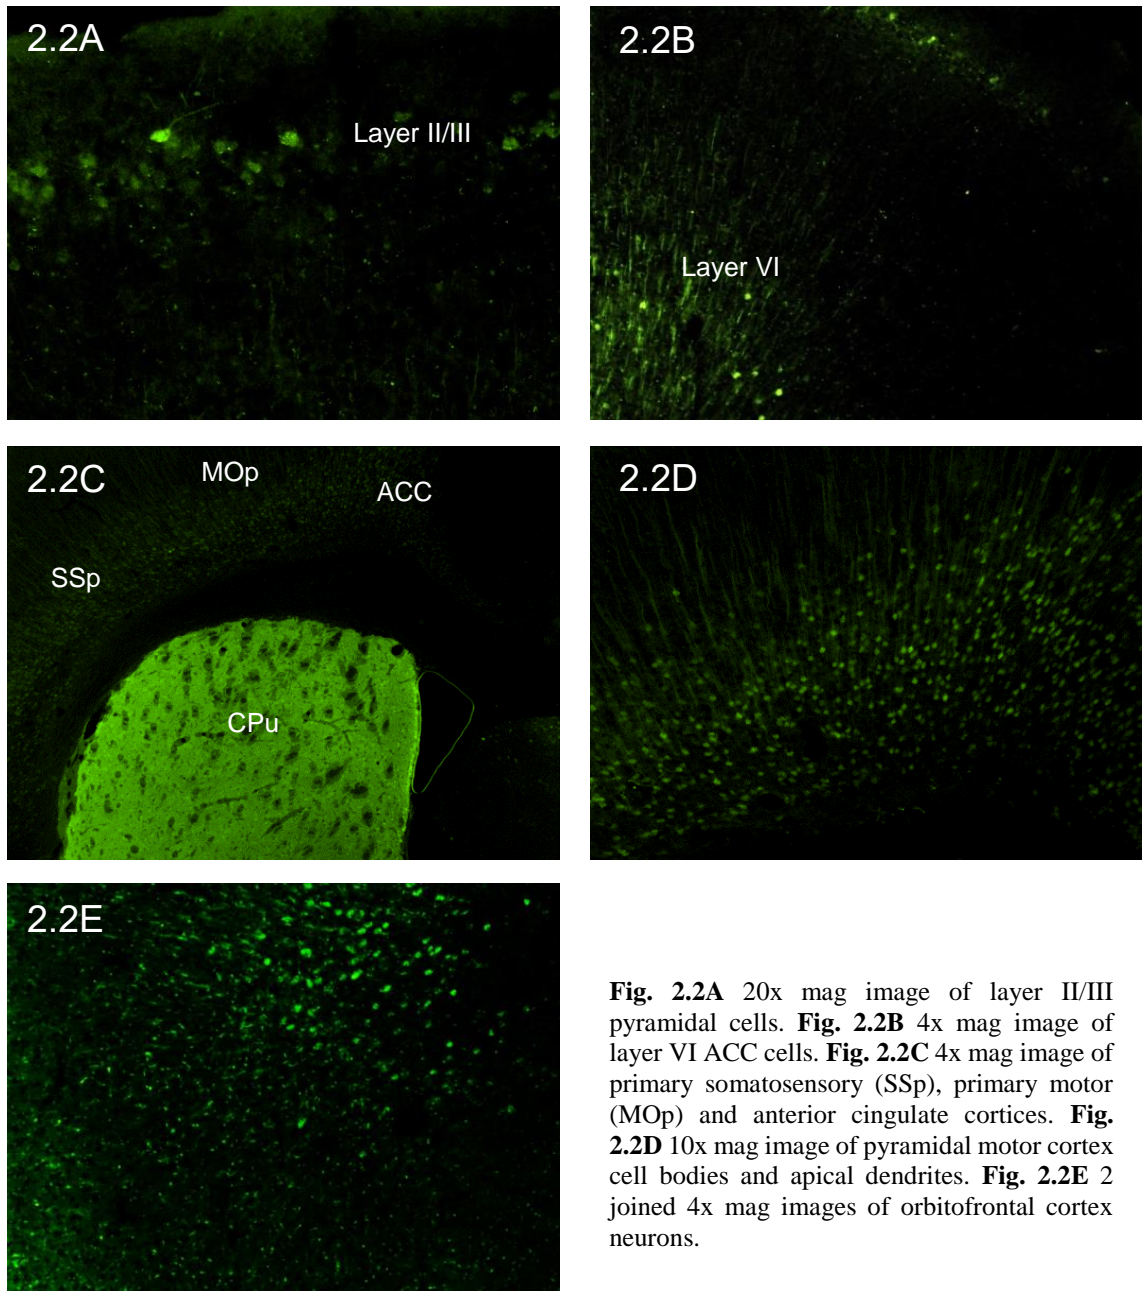 2.2A
Layer II/III
2.2B
Layer VI
2.2C
MOp
ACC
SSp
CPu
2.2D
2.2E
Fig. 2.2A 20x mag image of layer II/III
pyramidal cells. Fig. 2.2B 4x mag image of
layer VI ACC cells. Fig. 2.2C 4x mag image of
primary somatosensory (SSp), primary motor
(MOp) and anterior cingulate cortices. Fig.
2.2D 10x mag image of pyramidal motor cortex
cell bodies and apical dendrites. Fig. 2.2E 2
joined 4x mag images of orbitofrontal cortex
neurons.